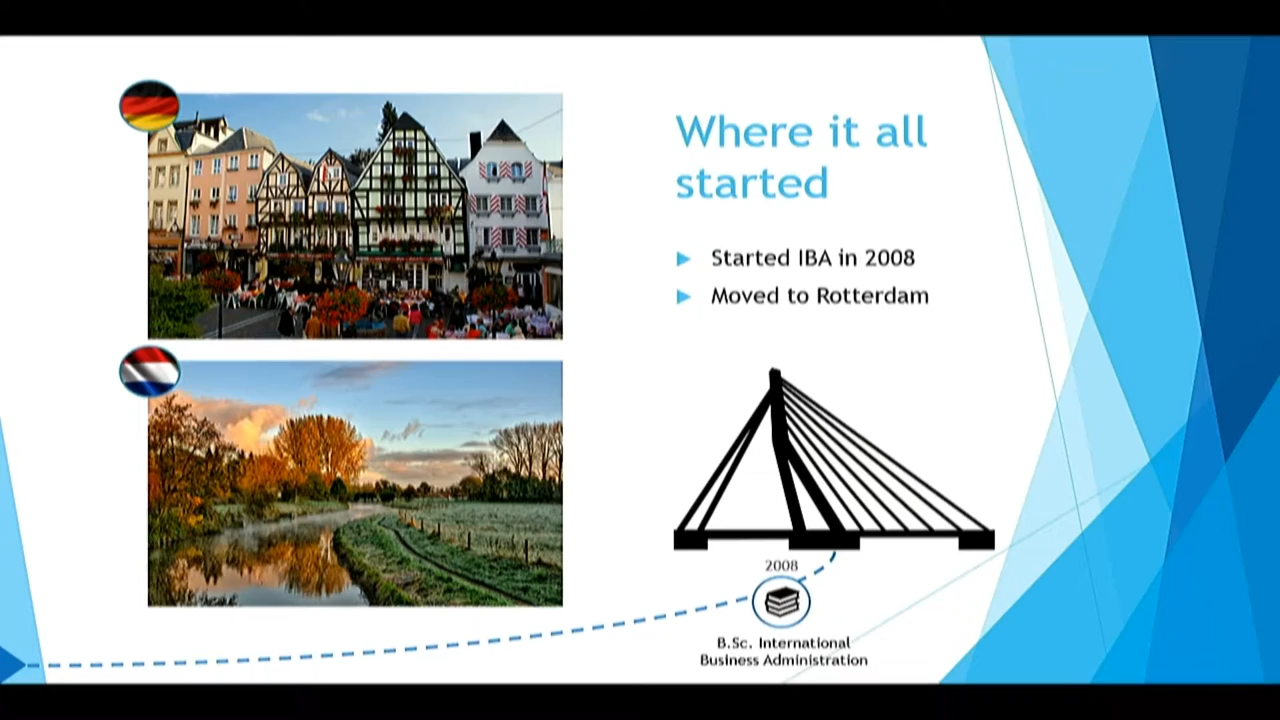 Where it all
started
Started IBA in 2008
Moved to Rotterdam
2008
B.Sc. International
Business Administration